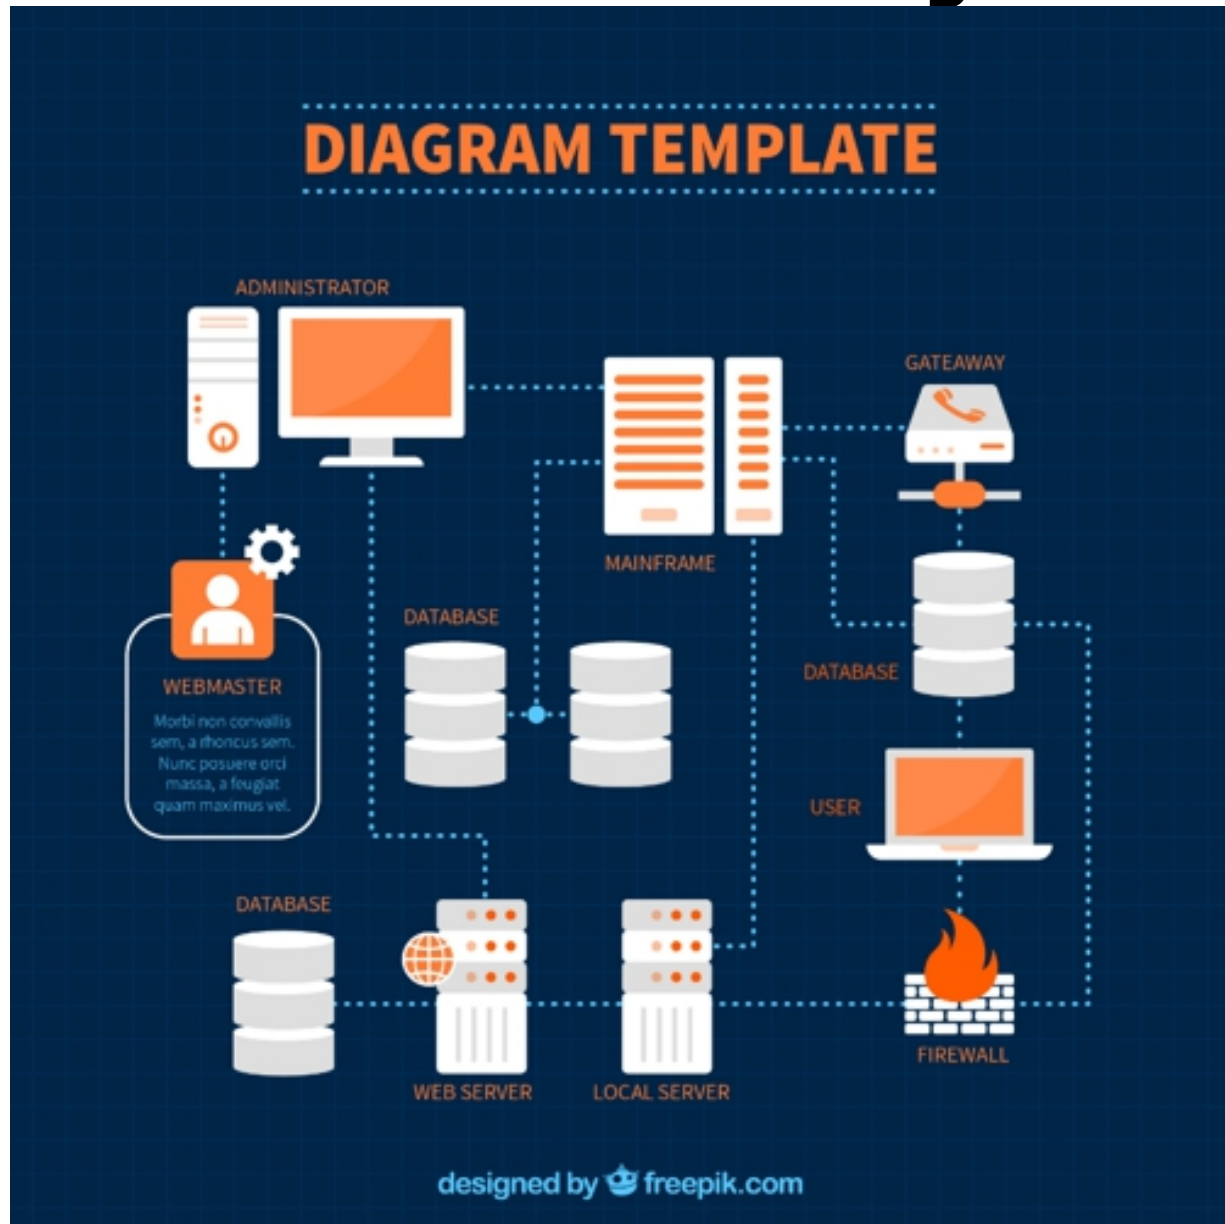 DIAGRAM TEMPLATE
ADMINISTRATOR
GATEAWAY
MAINFRAME
DATABASE
DATABASE
WEBMASTER
Morbi non convallis
sem, a rhoncus sem.
Nunc posuere orci
massa, a feugiat
quam maximus vel.
USER
DATABASE
FIREWALL
WEB SERVER
LOCAL SERVER
designed by freepik.com